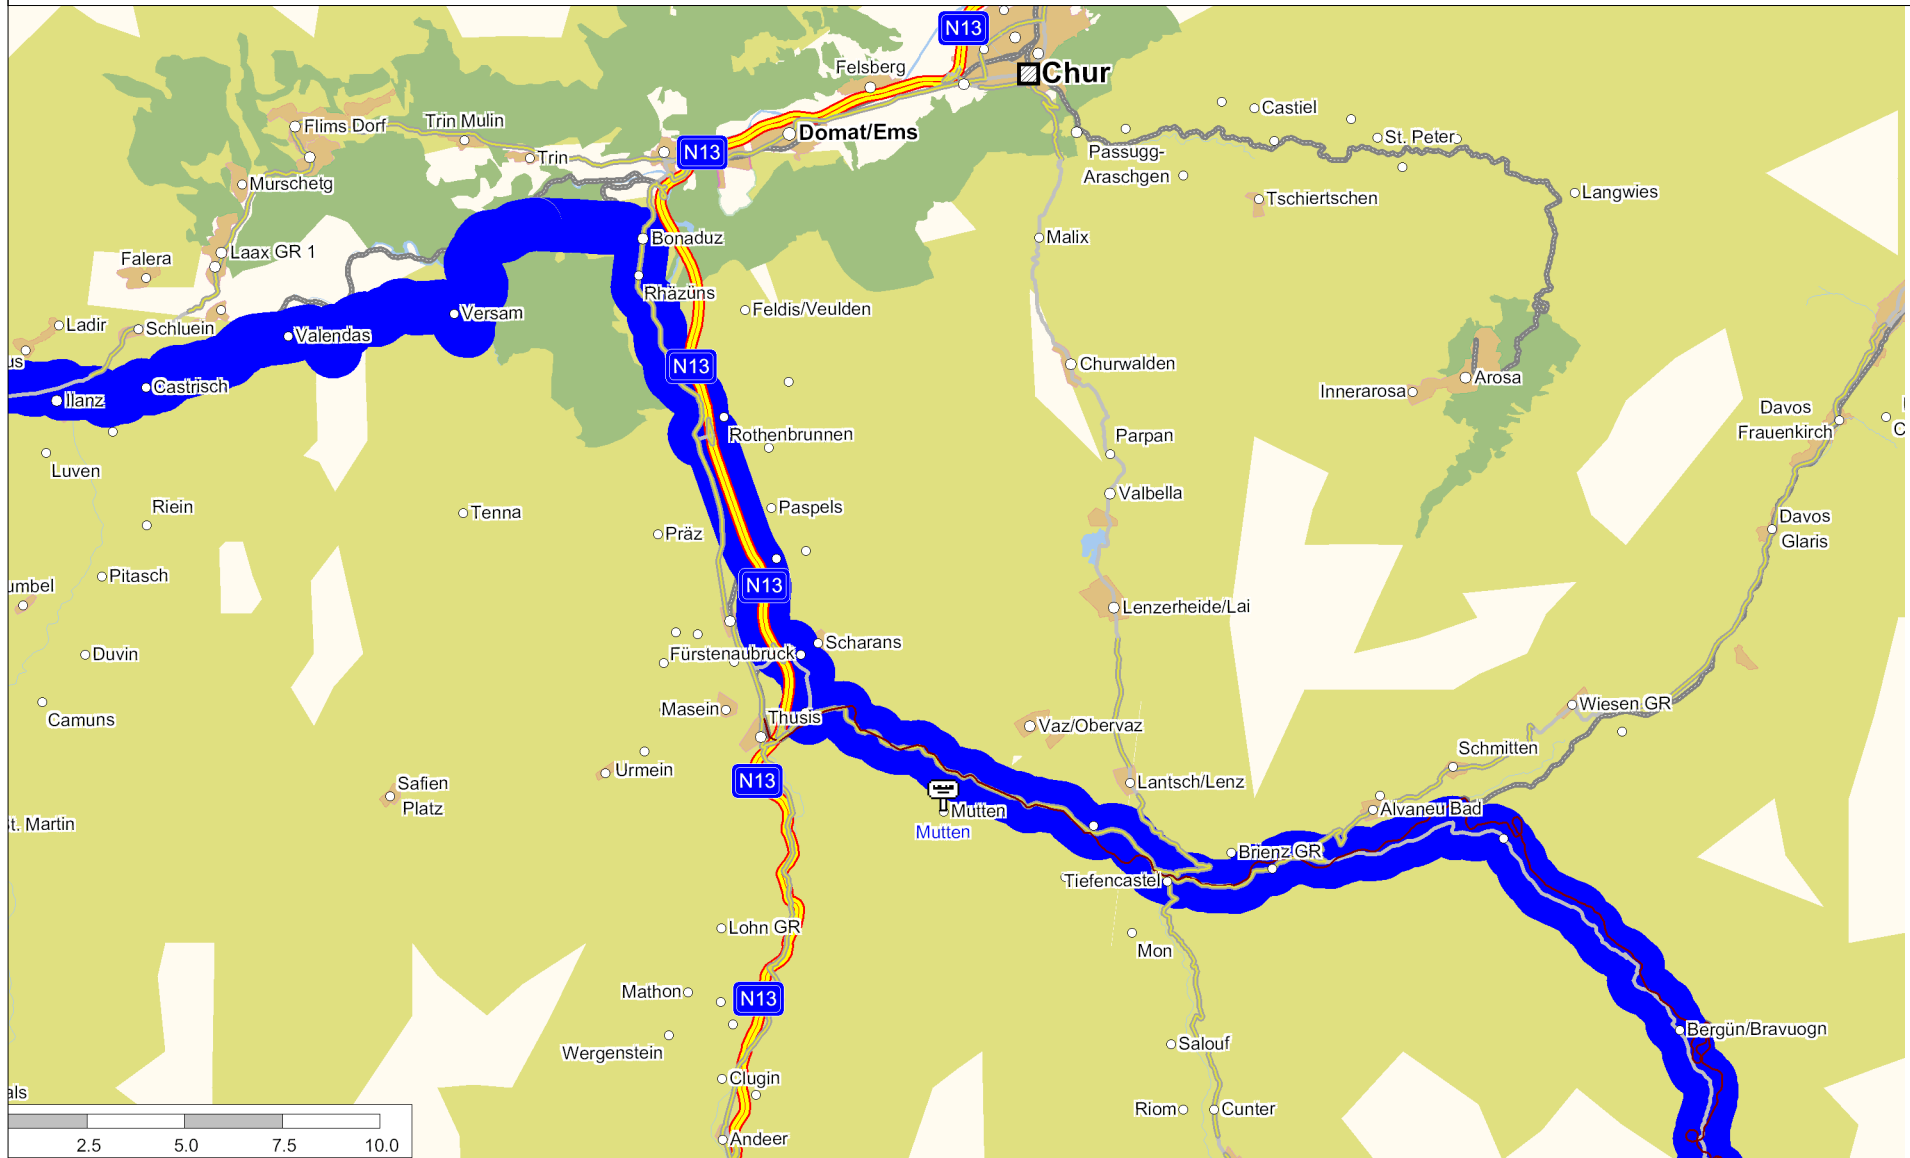 N13
Chur
Felsberg
Castiel
Flims Dorf
Trin Mulin
Domat/Ems
St. Peter
N13
Trin
Passugg-
Araschgen
Murschetg
Langwies
Tschiertschen
Bonaduz
Malix
Laax GR 1
Falera
Rhäzüns
Feldis/Veulden
Versam
Ladir
Schluein
Valendas
us
N13
Churwalden
Arosa
Castrisch
Innerarosa
Ilanz
Davos
Frauenkirch
C
Rothenbrunnen
Parpan
Luven
Valbella
Riein
Tenna
Paspels
Davos
Glaris
Präz
Pitasch
umbel
N13
Lenzerheide/Lai
Scharans
Duvin
Fürstenaubruck
Masein
Thusis
Wiesen GR
Camuns
Vaz/Obervaz
Schmitten
Urmein
N13
Lantsch/Lenz
Safien
Platz
Mutten
Mutten
Alvaneu Bad
t. Martin
Brienz GR
Tiefencastel
Lohn GR
Mon
Mathon
N13
Bergün/Bravuogn
Salouf
Wergenstein
Clugin
als
Riom
Cunter
Andeer
2.5
5.0
7.5
10.0